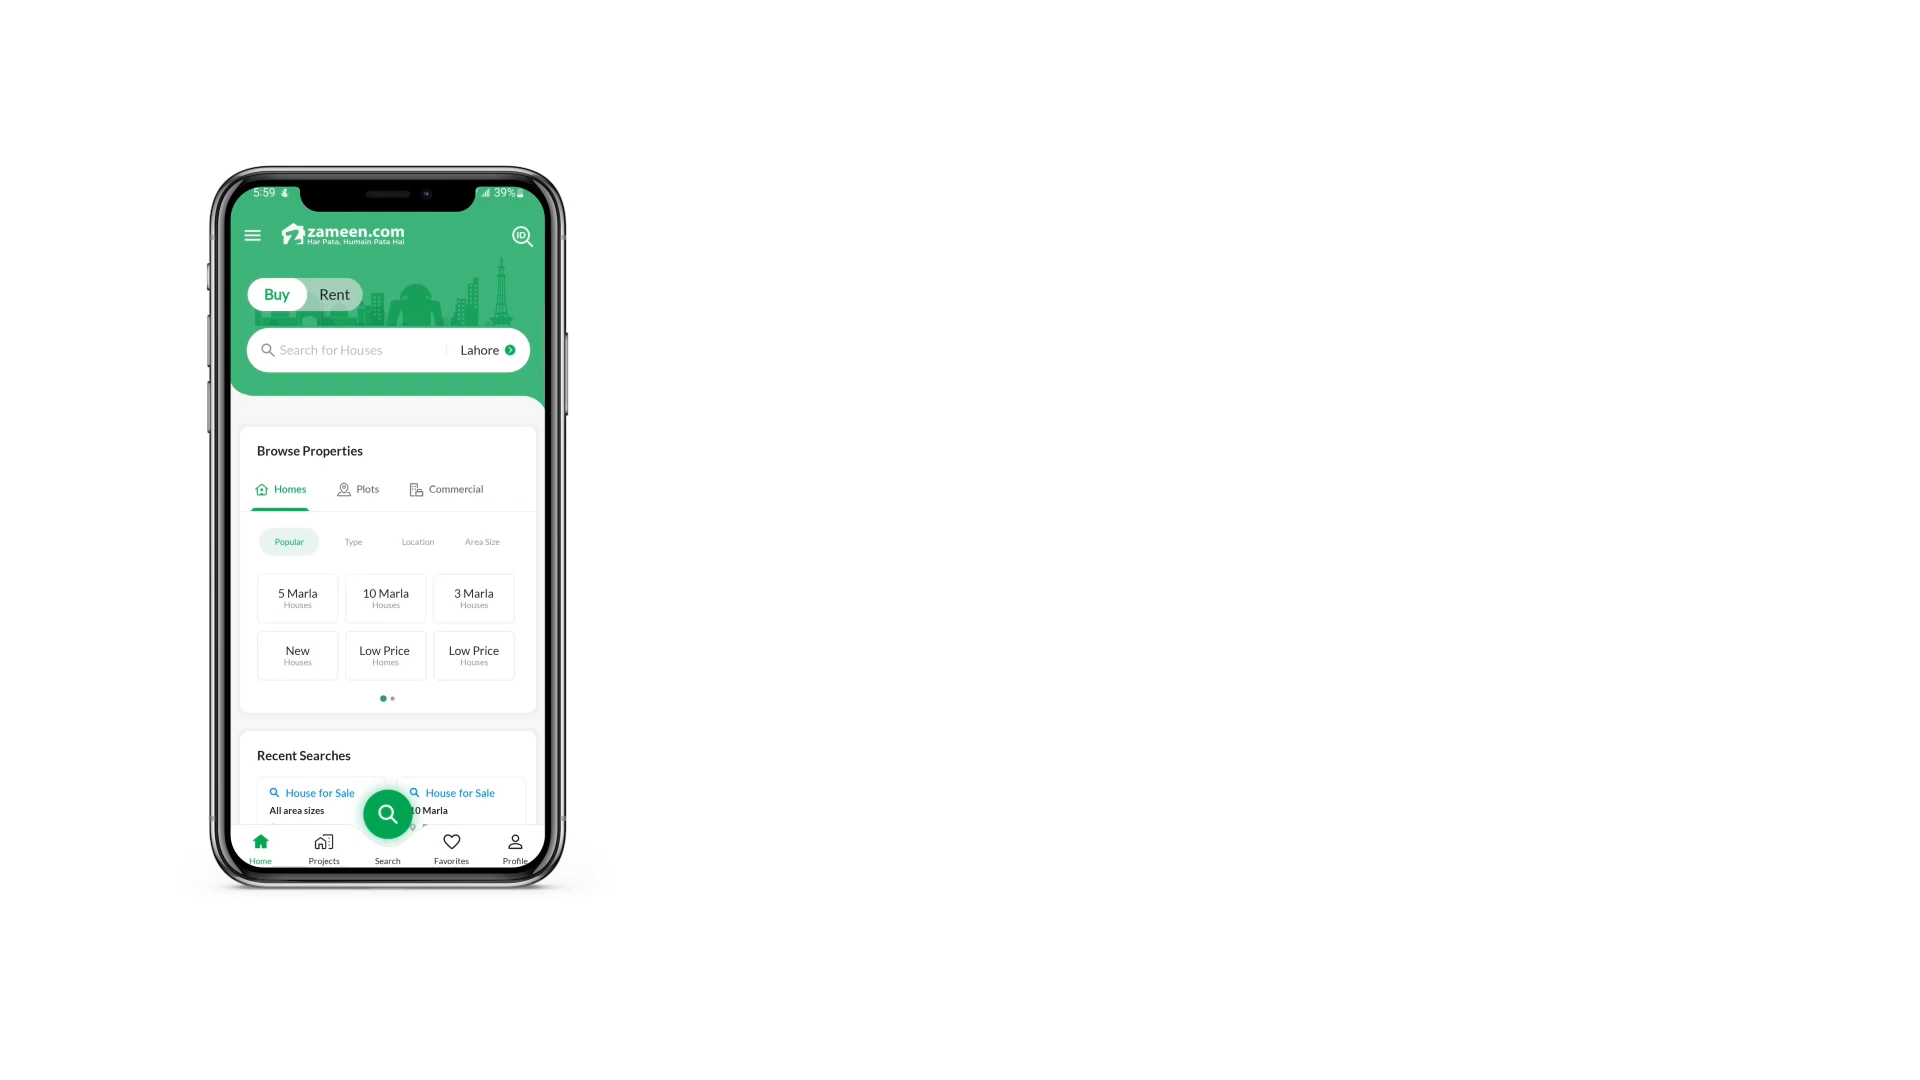 5:59
39%
zameen.com
Har Pata, Humain Pata Hai
ID
Buy Rent
Search for Houses Lahore
Browse Properties
Homes Plots Commercial
Popular Type Location Area Size
5 Marla 10 Marla 3 Marla
Houses Houses Houses
New Low Price Low Price
Houses Homes Houses
Recent Searches
House for Sale House for Sale
All area sizes 10 Marla
Home Projects Search Favorites Profile